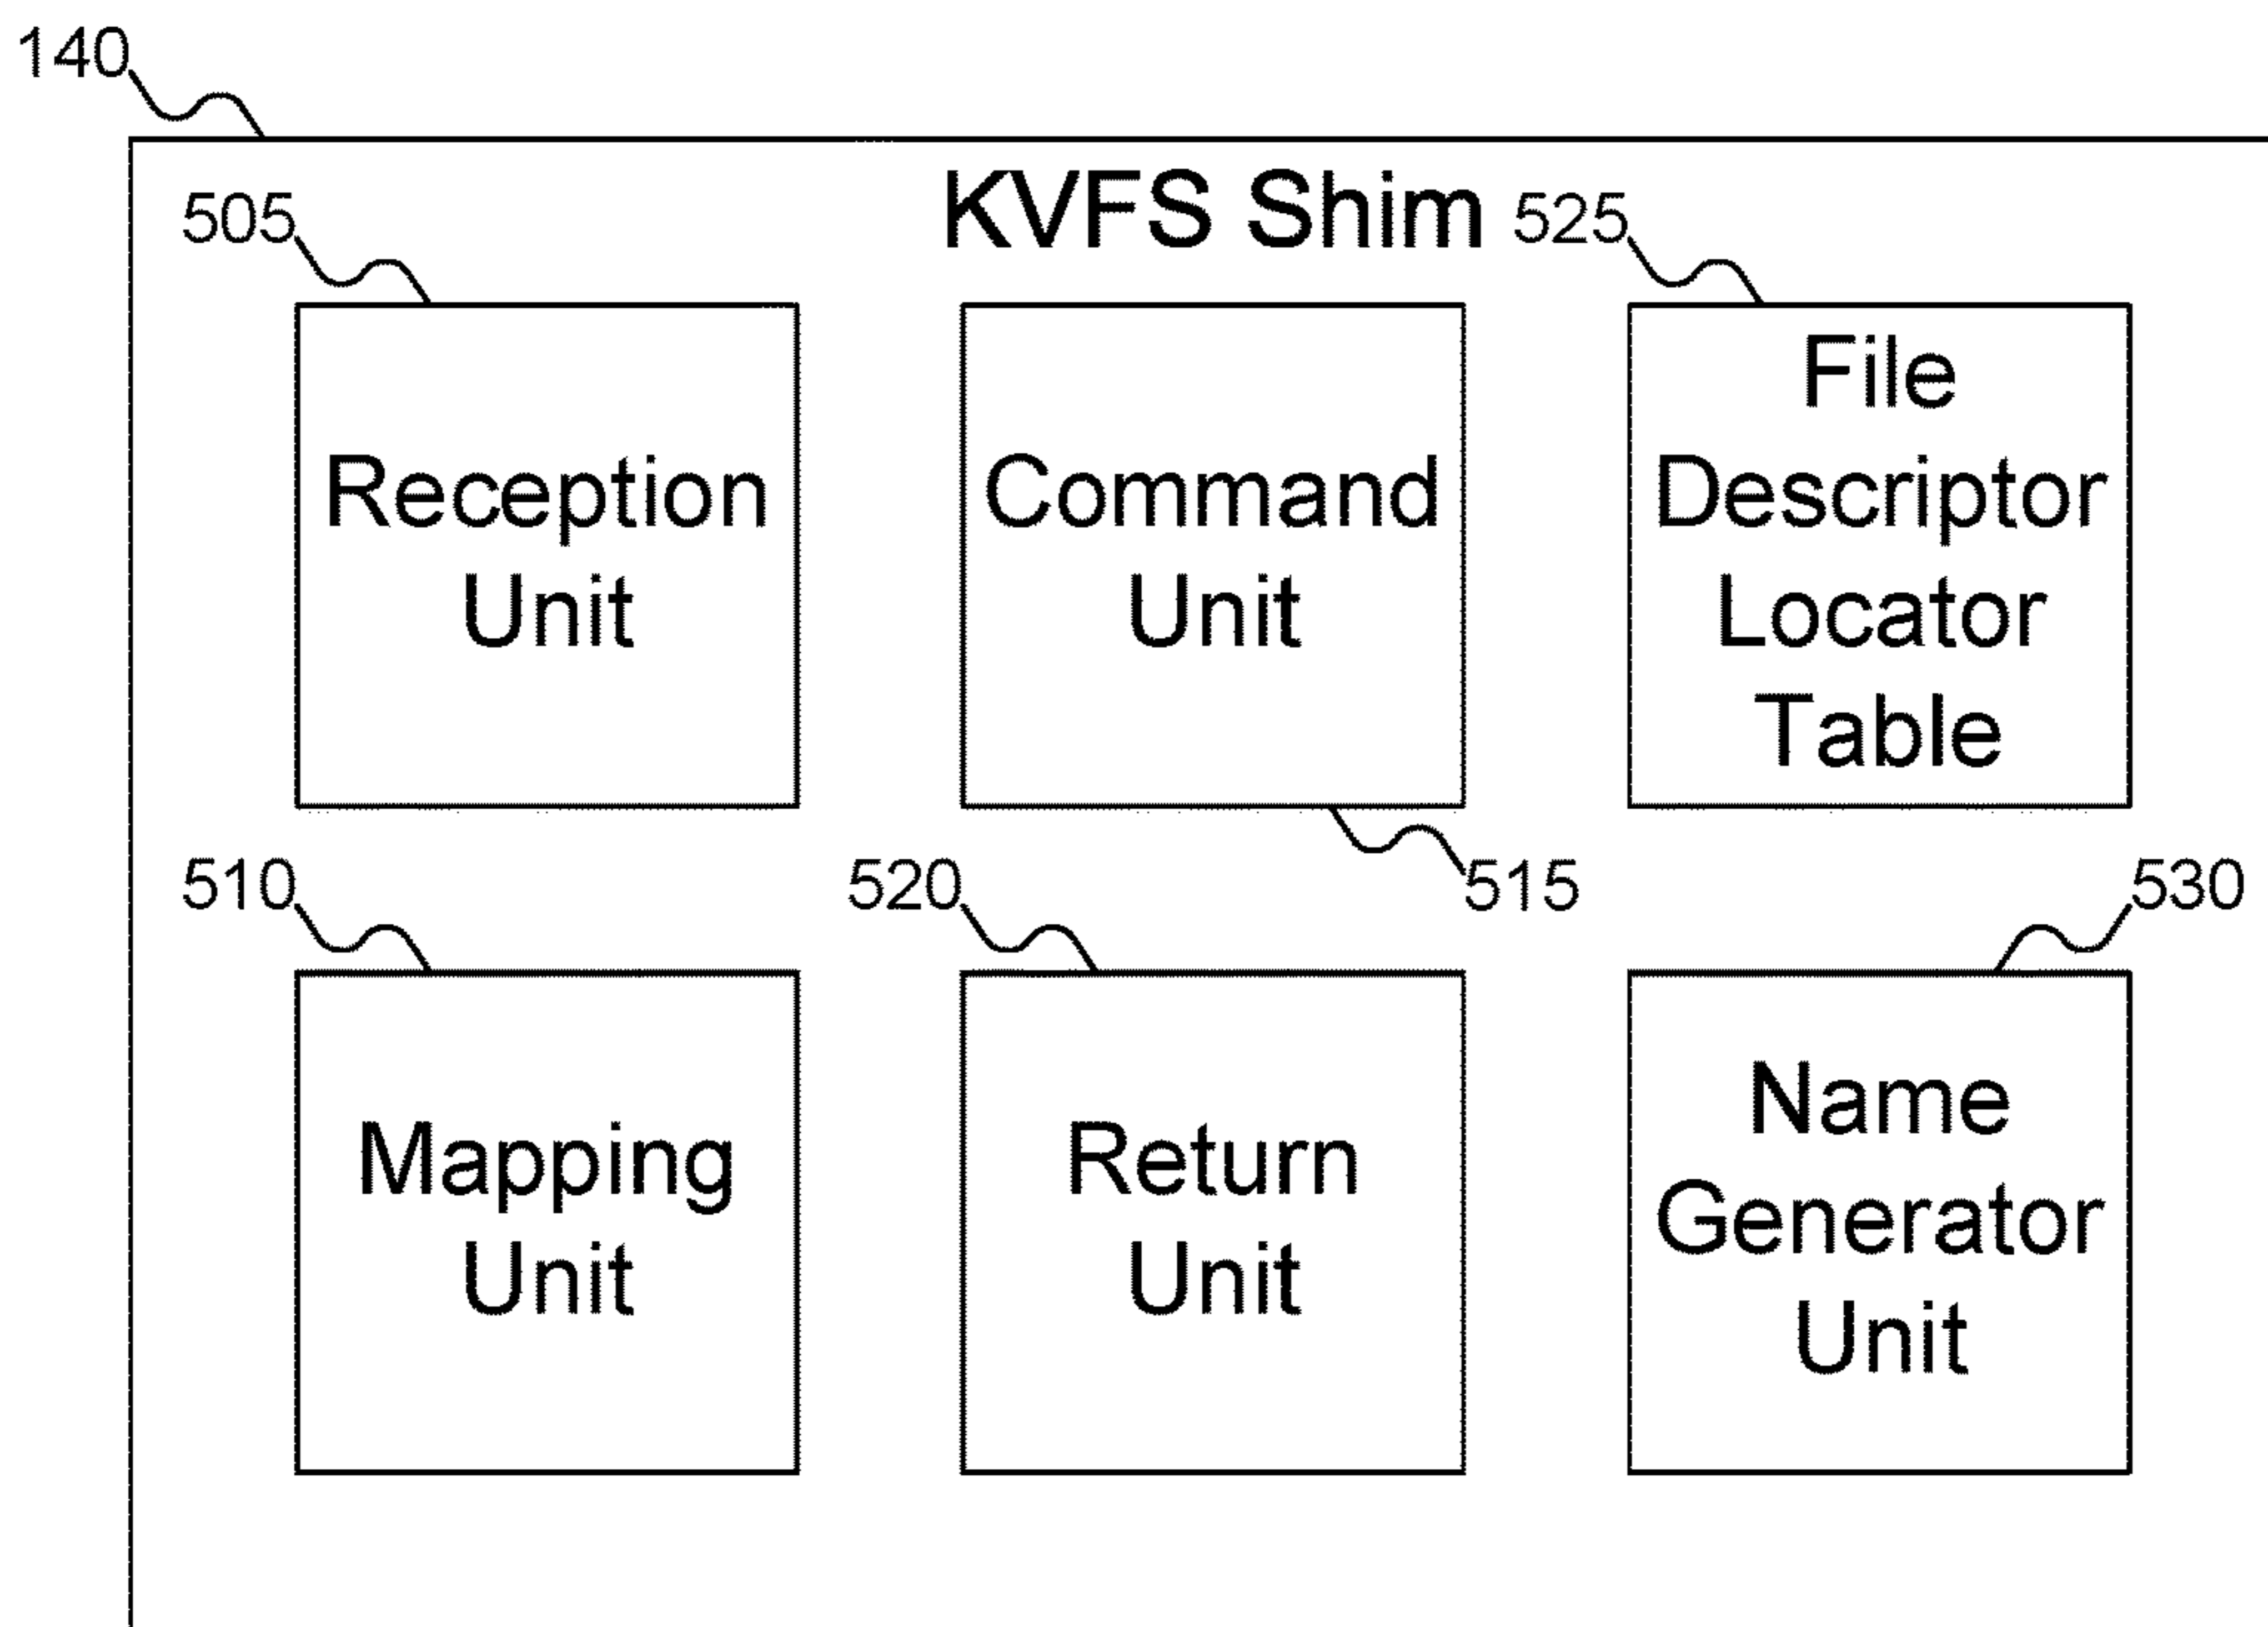 140
KVFS Shim
505
525
Reception
Unit
Command
Unit
File
Descriptor
Locator
Table
510
520
515
530
Mapping
Unit
Return
Unit
Name
Generator
Unit